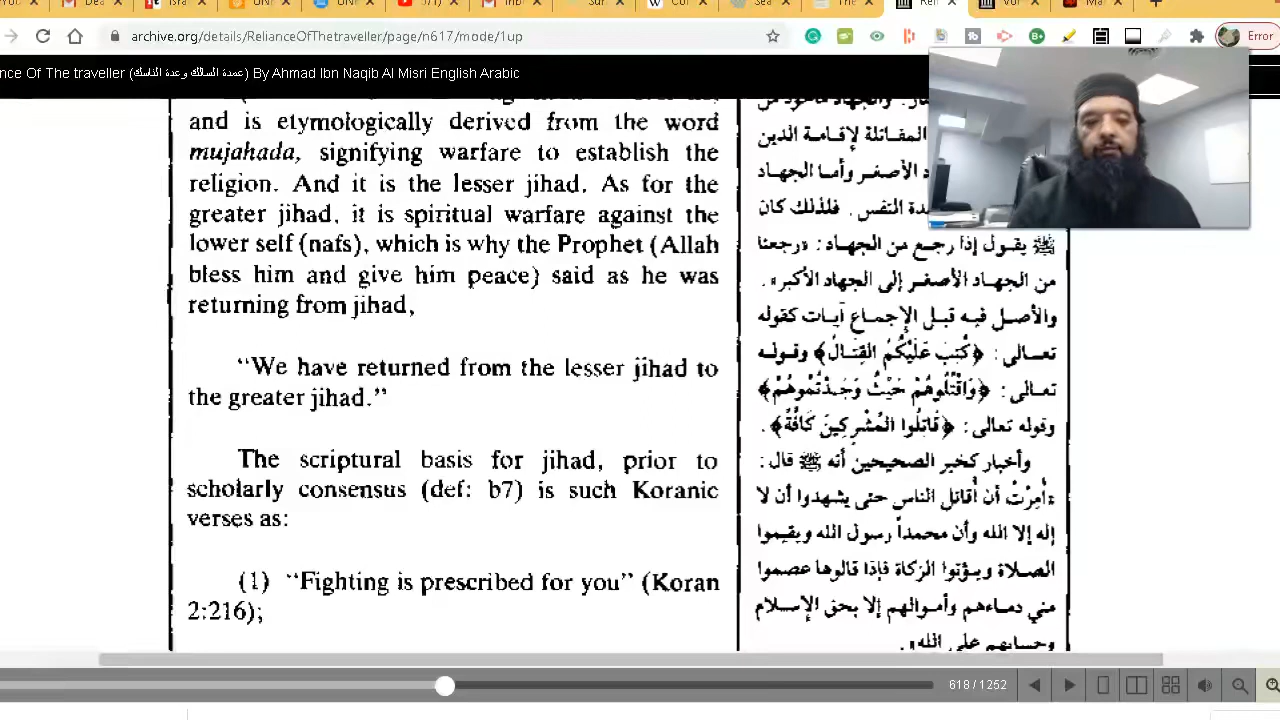 archive.org/details/RelianceOfThetraveller/page/n617/mode/1up
Error
nce Of The traveller (عمدة السالك وعدة الناسك) By Ahmad Ibn Naqib Al Misri English Arabic
and is etymologically derived from the word
mujahada, signifying warfare to establish the
religion. And it is the lesser jihad. As for the
greater jihad, it is spiritual warfare against the
lower self (nafs), which is why the Prophet (Allah
bless him and give him peace) said as he was
returning from jihad,
"We have returned from the lesser jihad to
the greater jihad."
The scriptural basis for jihad, prior to
scholarly consensus (def: b7) is such Koranic
verses as:
(1) "Fighting is prescribed for you" (Koran
2:216);
المقاتلة لإقامة الدين
الأصغر وأما الجهاد
النفس. فلذلك كان
ﷺ يقول إذا رجع من الجهاد: «رجعنا
من الجهاد الأصغر إلى الجهاد الأكبر».
والأصل فيه قبل الإجماع آيات كقوله
تعالى: ﴿كُتِبَ عَلَيْكُمُ القِتَالُ﴾ وقوله
تعالى: ﴿وَاقْتُلُوهُمْ حَيْثُ وَجَدْتُمُوهُمْ﴾
وقوله تعالى: ﴿قَاتِلُوا المُشْرِكِينَ كَافَّةً﴾.
وأخبار كخبر الصحيحين أنه ﷺ قال:
«أُمِرْتُ أن أُقاتل الناس حتى يشهدوا أن لا
إله إلا الله وأن محمداً رسول الله ويقيموا
الصلاة ويؤتوا الزكاة فإذا قالوها عصموا
مني دماءهم وأموالهم إلا بحق الإسلام
وحسابهم على الله».
618 / 1252